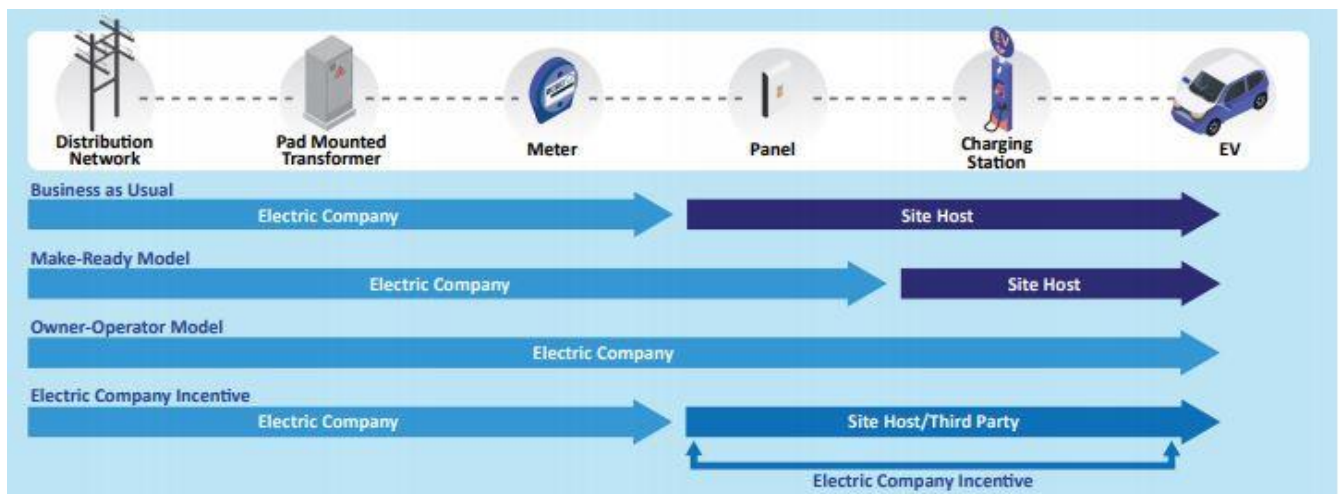 EV
Distribution
Network
Pad Mounted
Transformer
Meter
Panel
Charging
Station
EV
Business as Usual
Electric Company
Site Host
Make-Ready Model
Electric Company
Site Host
Owner-Operator Model
Electric Company
Electric Company Incentive
Electric Company
Site Host/Third Party
Electric Company Incentive